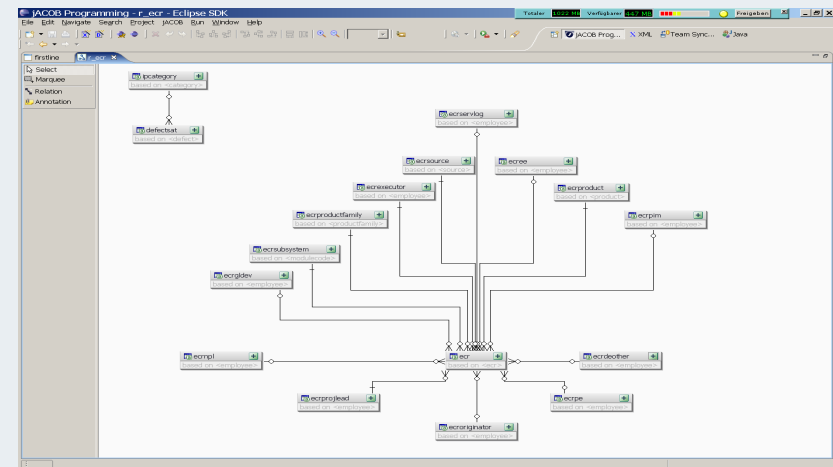 jACOB Programming - r_ecr - Eclipse SDK
Totaler 1022 MB Verfügbarer 447 MB Freigeben
File Edit Navigate Search Project jACOB Run Window Help
jACOB Prog... XML Team Sync... Java
firstline r_ecr
Select
Marquee
Relation
Annotation
ipcategory
based on <category>
defectsat
based on <defect>
ecrservlog
based on <employee>
ecrsource
based on <source>
ecree
based on <employee>
ecrexecutor
based on <employee>
ecrproduct
based on <product>
ecrproductfamily
based on <productfamily>
ecrpim
based on <employee>
ecrsubsystem
based on <modulecode>
ecrgldev
based on <employee>
ecrnpl
based on <employee>
ecr
based on <ecr>
ecrdeother
based on <employee>
ecrprojlead
based on <employee>
ecrpe
based on <employee>
ecroriginator
based on <employee>